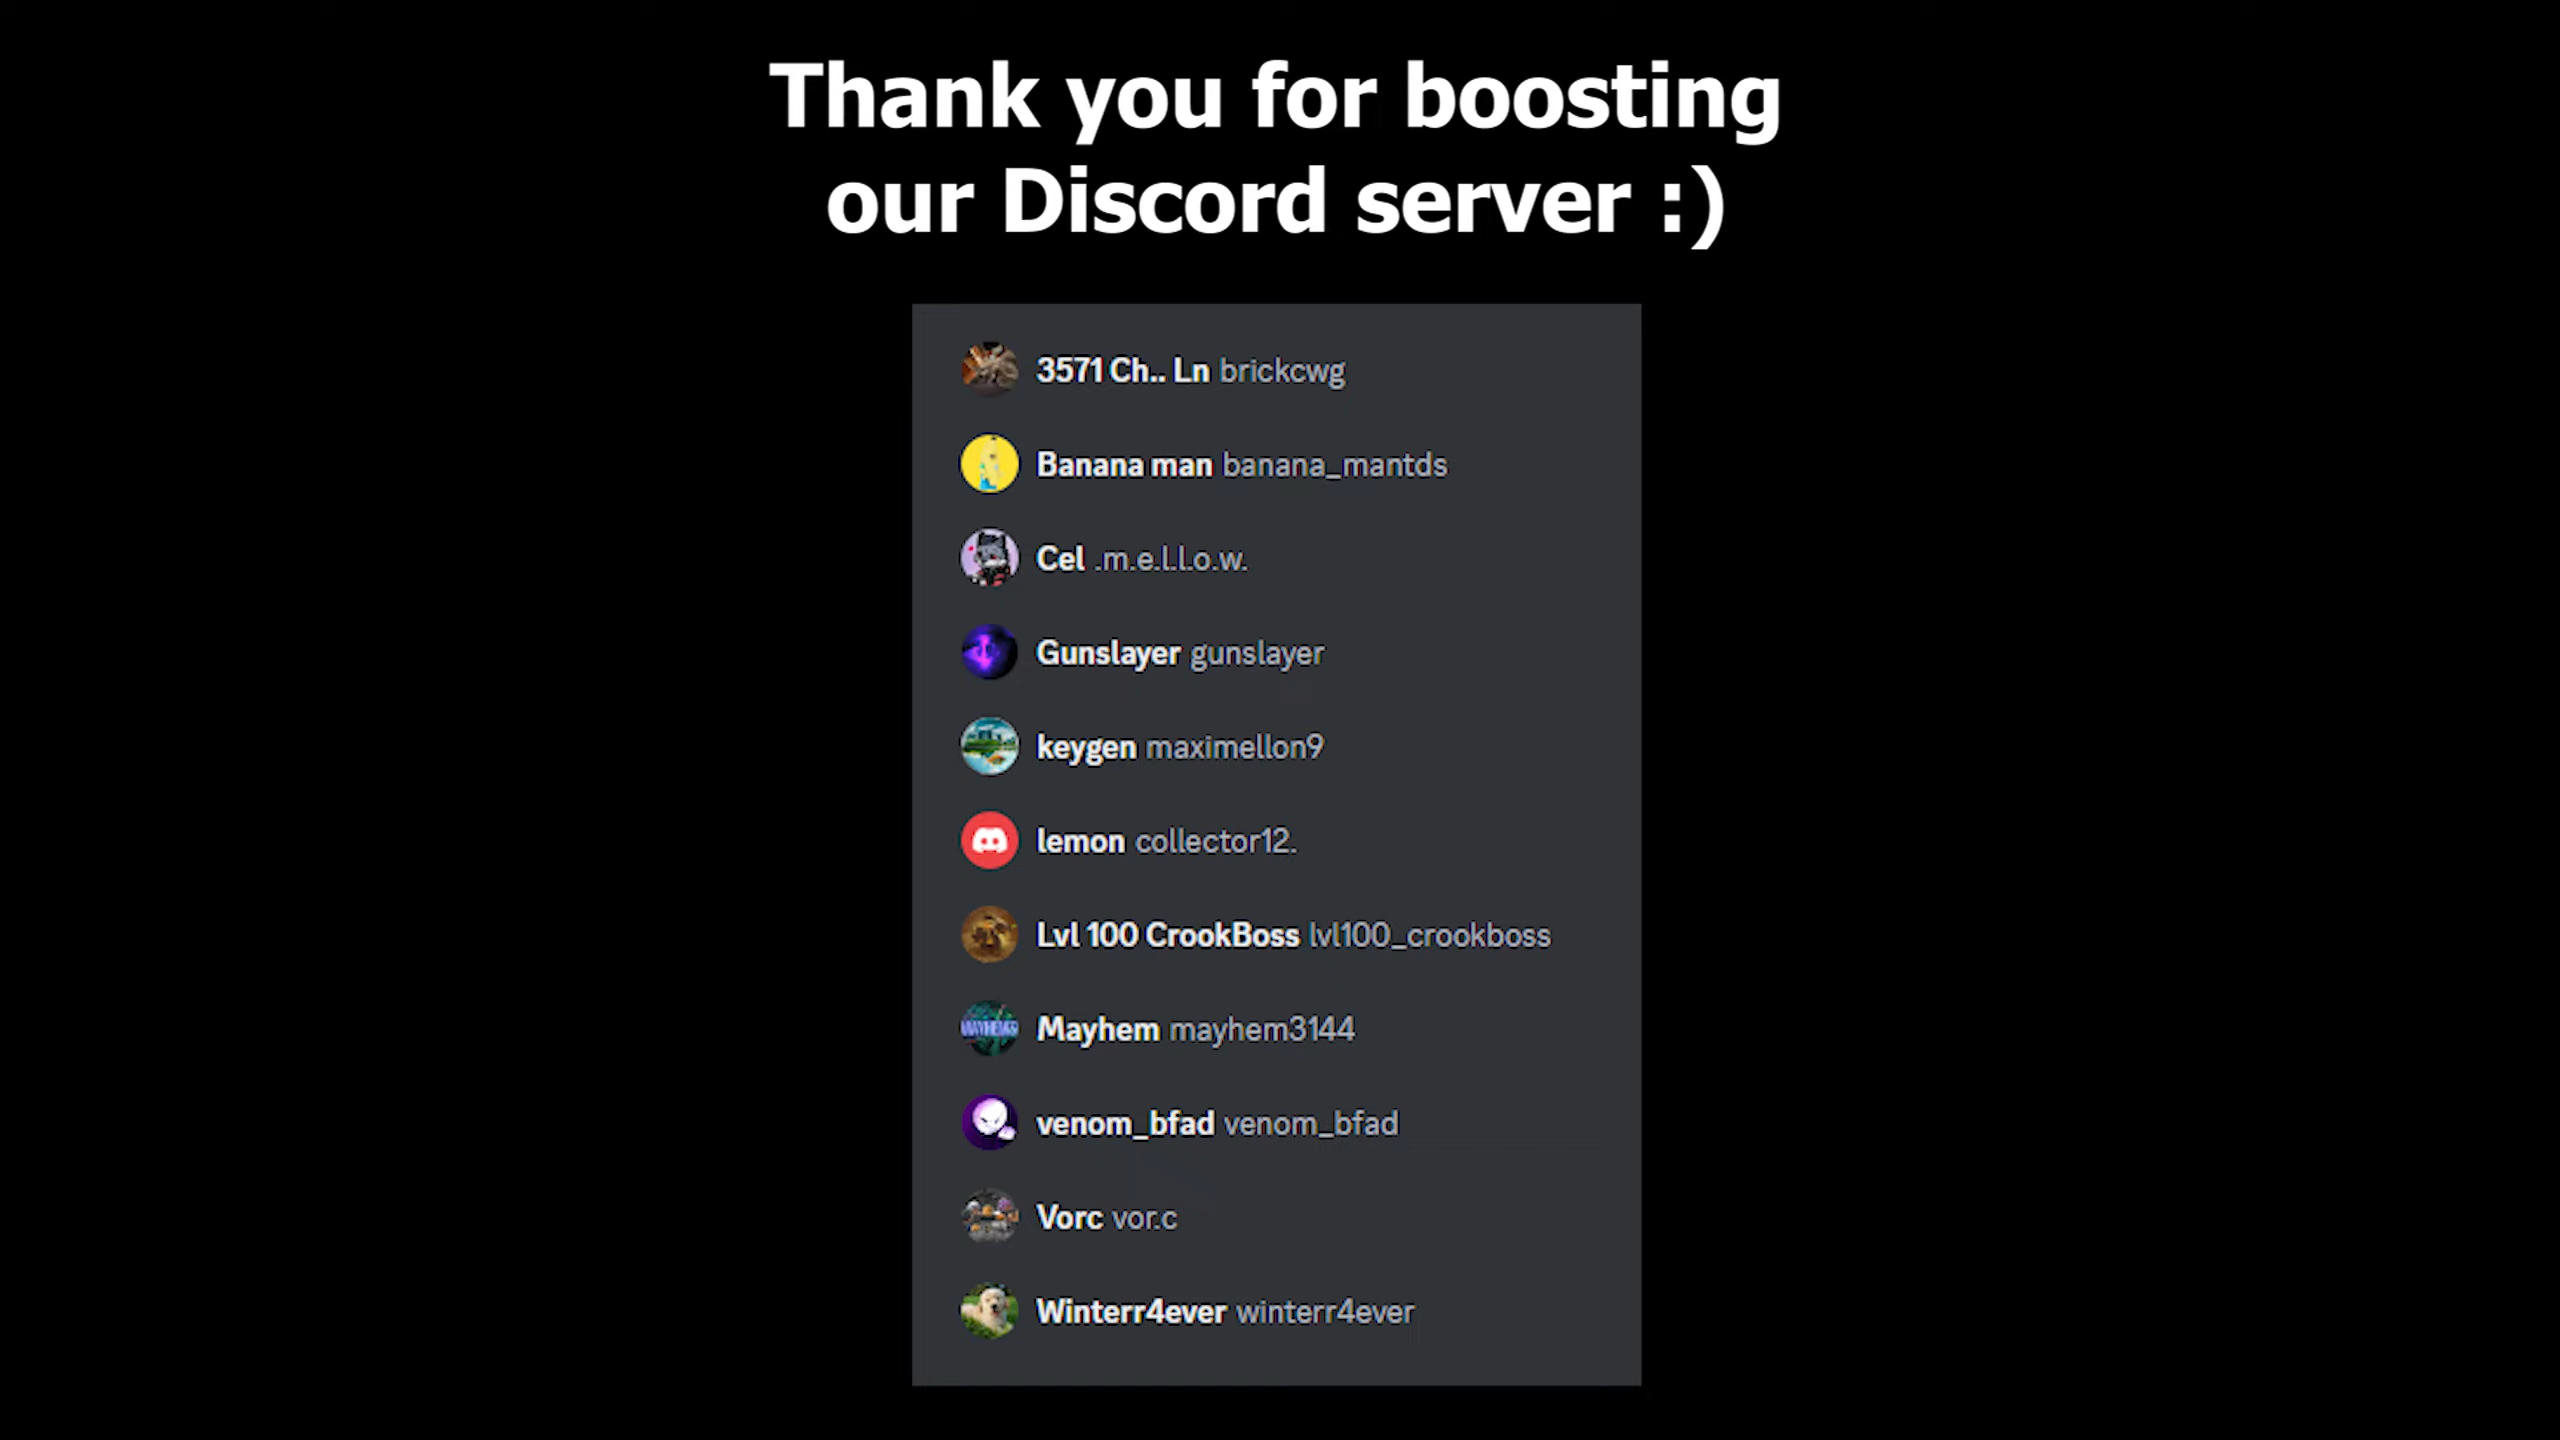 Thank you for boosting
our Discord server :)
3571 Ch.. Ln brickcwg
Banana man banana_mantds
Cel .m.e.l.l.o.w.
Gunslayer gunslayer
keygen maximellon9
lemon collector12.
Lvl 100 CrookBoss lvl100_crookboss
Mayhem mayhem3144
venom_bfad venom_bfad
Vorc vor.c
Winterr4ever winterr4ever